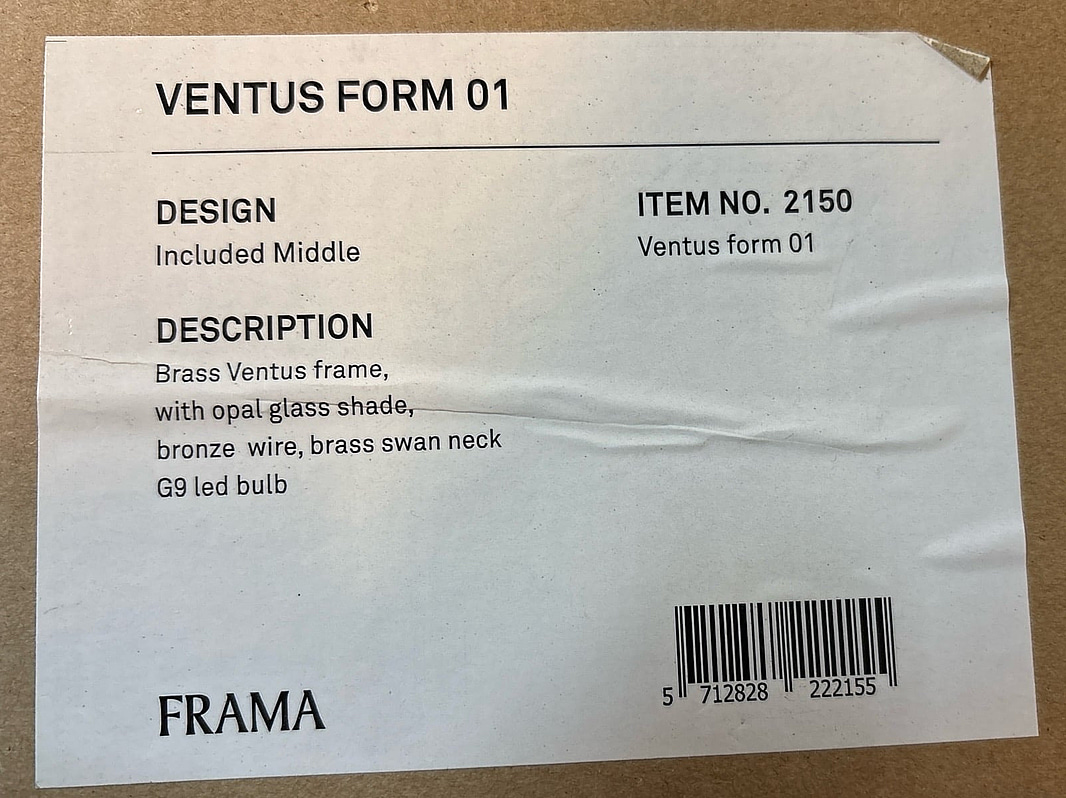 VENTUS FORM 01
DESIGN
Included Middle
ITEM NO. 2150
Ventus form 01
DESCRIPTION
Brass Ventus frame,
with opal glass shade,
bronze wire, brass swan neck
G9 led bulb
FRAMA
5 712828 222155